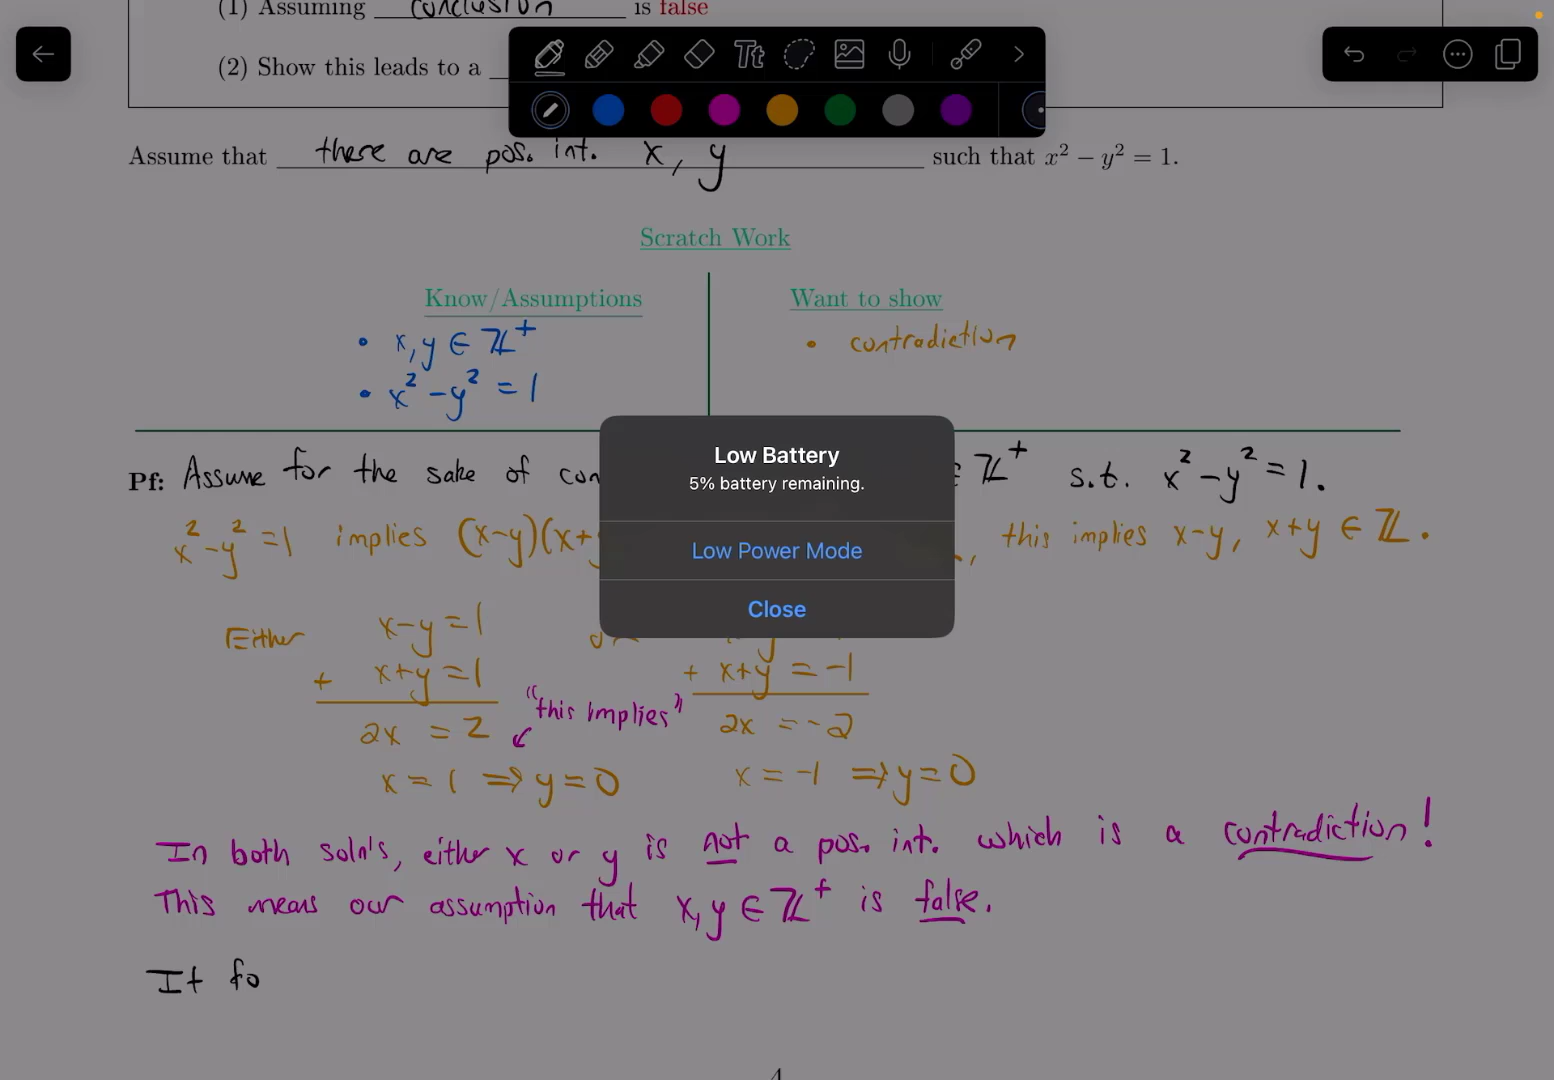 (1) Assuming conclusion is false
(2) Show this leads to a
Tt
Assume that there are pos. int. x, y such that x² − y² = 1.
Scratch Work
Know/Assumptions
Want to show
• x, y ∈ ℤ⁺
• contradiction
• x² − y² = 1
Low Battery
5% battery remaining.
Low Power Mode
Close
Pf: Assume for the sake of con ∈ ℤ⁺ s.t. x² − y² = 1.
x² − y² = 1 implies (x−y)(x+y , this implies x−y, x+y ∈ ℤ.
Either x−y = 1
+ x+y = 1 + x+y = −1
"this implies"
2x = 2 2x = −2
x = 1 ⇒ y = 0 x = −1 ⇒ y = 0
In both soln's, either x or y is not a pos. int. which is a contradiction!
This means our assumption that x, y ∈ ℤ⁺ is false.
It fo
4